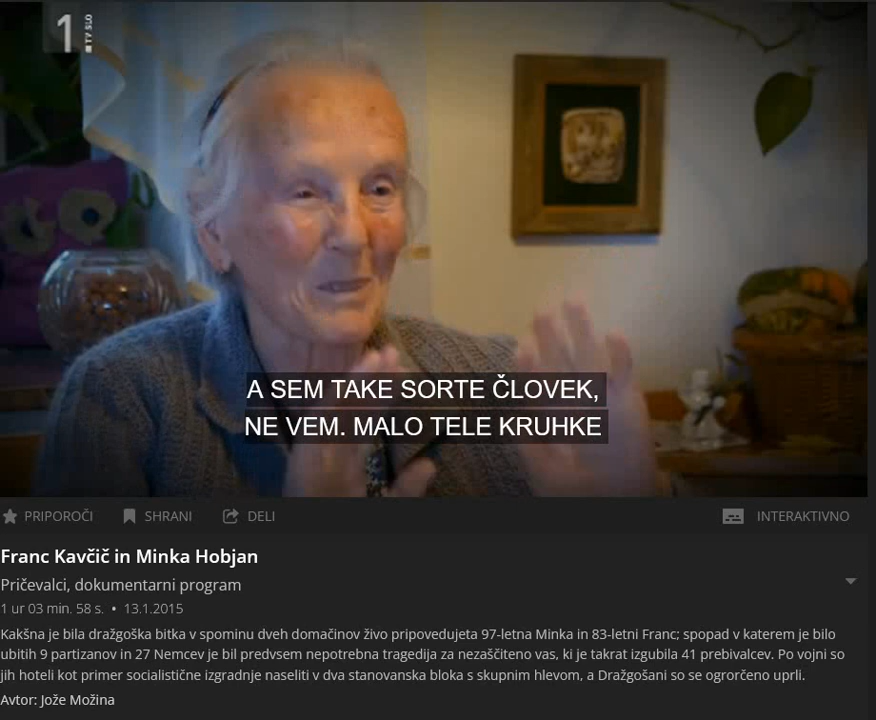 1
TV SLO
A SEM TAKE SORTE ČLOVEK,
NE VEM. MALO TELE KRUHKE
PRIPOROČI SHRANI DELI INTERAKTIVNO
Franc Kavčič in Minka Hobjan
Pričevalci, dokumentarni program
1 ur 03 min. 58 s. • 13.1.2015
Kakšna je bila dražgoška bitka v spominu dveh domačinov živo pripovedujeta 97-letna Minka in 83-letni Franc; spopad v katerem je bilo
ubitih 9 partizanov in 27 Nemcev je bil predvsem nepotrebna tragedija za nezaščiteno vas, ki je takrat izgubila 41 prebivalcev. Po vojni so
jih hoteli kot primer socialistične izgradnje naseliti v dva stanovanska bloka s skupnim hlevom, a Dražgošani so se ogrorčeno uprli.
Avtor: Jože Možina